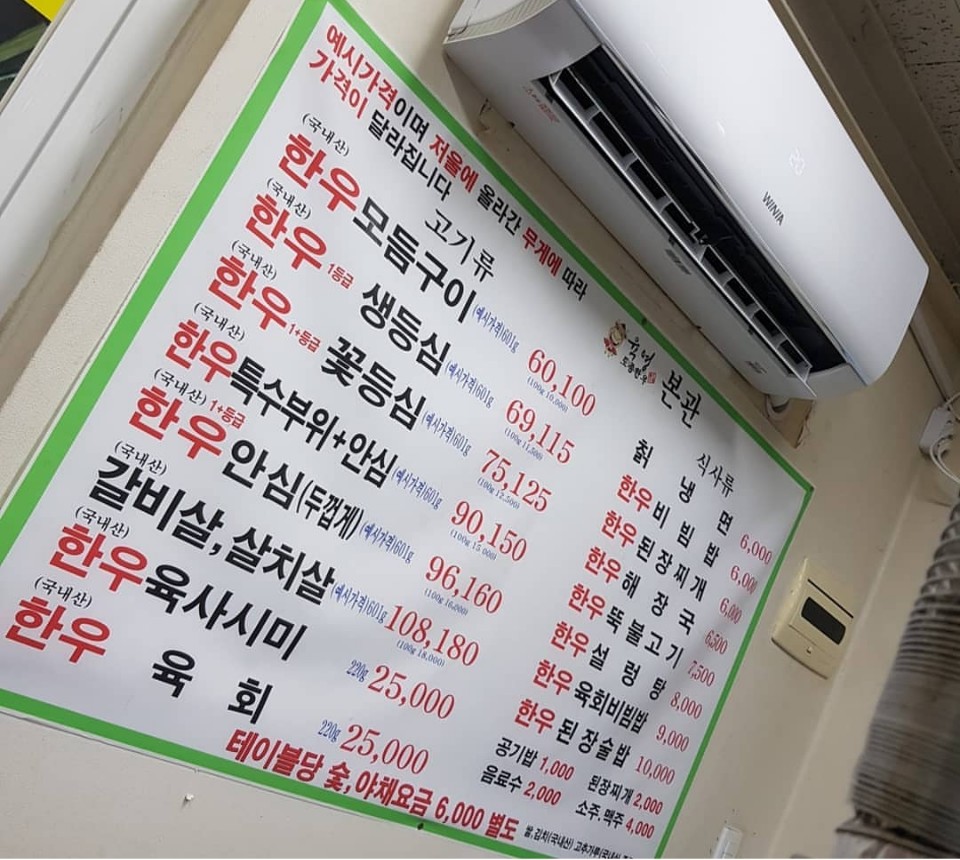 예시가격이며 저울에 올라간 무게에 따라
가격이 달라집니다
고기류
(국내산)
한우 모듬구이 (예시가격)601g 60,100
(100g 10,000)
(국내산)
한우 1등급 생등심 (예시가격)601g 69,115
(100g 11,500)
(국내산)
한우 1+등급 꽃등심 (예시가격)601g 75,125
(100g 12,500)
(국내산)
한우특수부위+안심 (예시가격)601g 90,150
(100g 15,000)
(국내산) 1+등급
한우 안심(두껍게) (예시가격)601g 96,160
(100g 16,000)
(국내산)
갈비살,살치살 (예시가격)601g 108,180
(100g 18,000)
(국내산)
한우육사시미 220g 25,000
(국내산)
한우 육 회 220g 25,000
테이블당 숯,야채요금 6,000 별도
본관
식사류
칡 냉 면 6,000
한우 비 빔 밥 6,000
한우 된장찌개 6,000
한우 해 장 국 6,500
한우 뚝불고기 7,500
한우 설 렁 탕 8,000
한우 육회비빔밥 9,000
한우 된장술밥 10,000
공기밥 1,000 된장찌개 2,000
음료수 2,000 소주.맥주 4,000
쌀,김치(국내산) 고추가루(국내산
WINIA